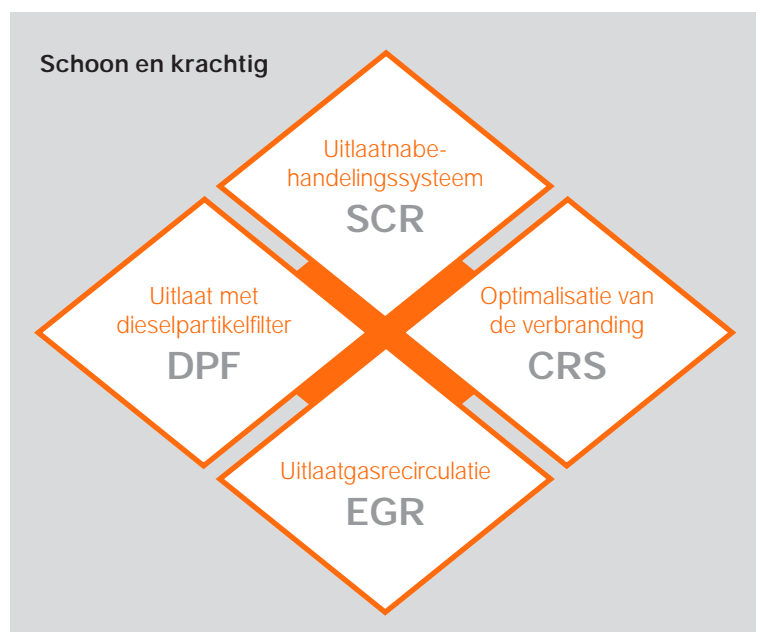 Schoon en krachtig
Uitlaatnabe-
handelingssysteem
SCR
Uitlaat met
dieselpartikelfilter
DPF
Optimalisatie van
de verbranding
CRS
Uitlaatgasrecirculatie
EGR